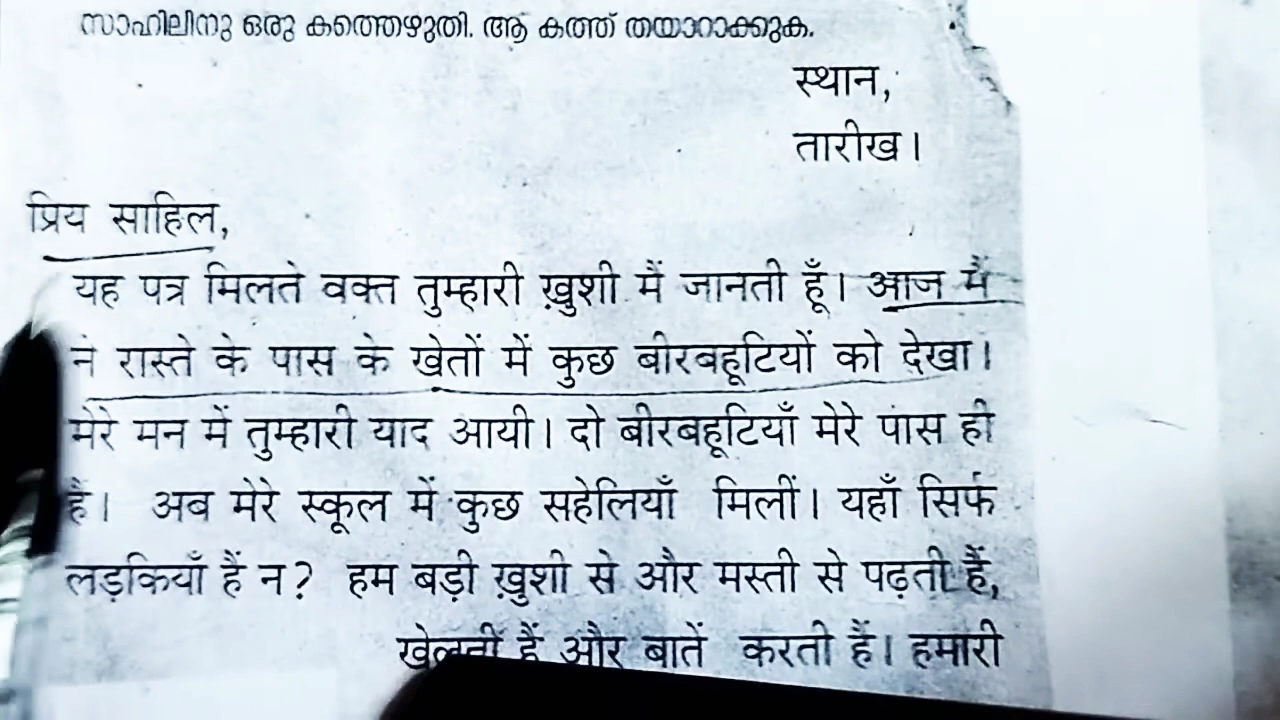 സാഹിലിനു ഒരു കത്തെഴുതി. ആ കത്ത് തയാറാക്കുക.
स्थान,
तारीख।
प्रिय साहिल,
यह पत्र मिलते वक्त तुम्हारी ख़ुशी मैं जानती हूँ। आज मैं
ने रास्ते के पास के खेतों में कुछ बीरबहूटियों को देखा।
मेरे मन में तुम्हारी याद आयी। दो बीरबहूटियाँ मेरे पास ही
हैं। अब मेरे स्कूल में कुछ सहेलियाँ मिलीं। यहाँ सिर्फ
लड़कियाँ हैं न? हम बड़ी ख़ुशी से और मस्ती से पढ़ती हैं,
खेलती हैं और बातें करती हैं। हमारी